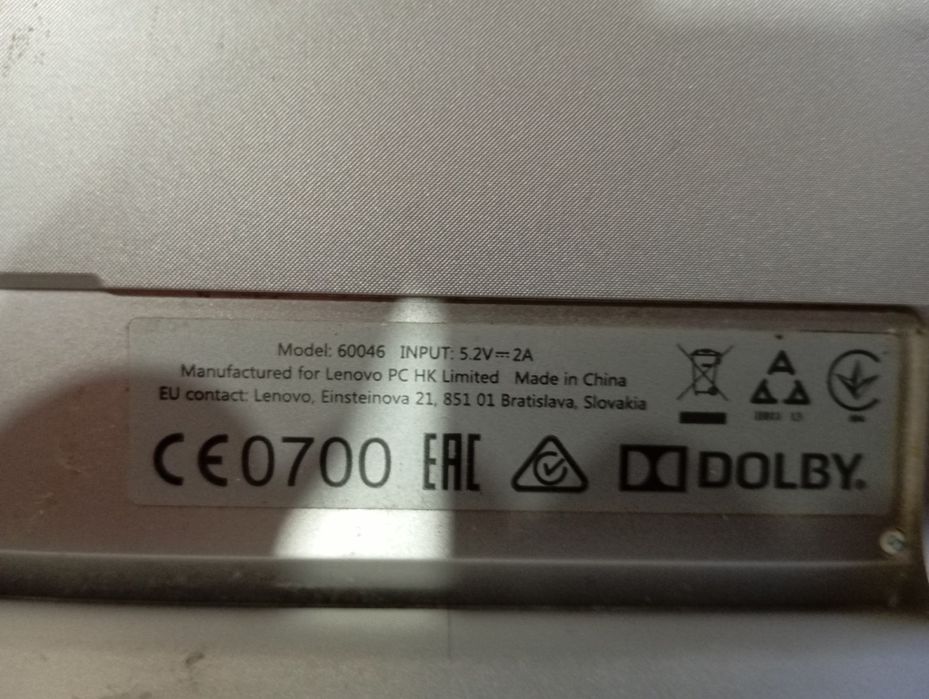 Model: 60046 INPUT: 5.2V⎓2A
Manufactured for Lenovo PC HK Limited Made in China
EU contact: Lenovo, Einsteinova 21, 851 01 Bratislava, Slovakia
CE0700 EAC DOLBY.